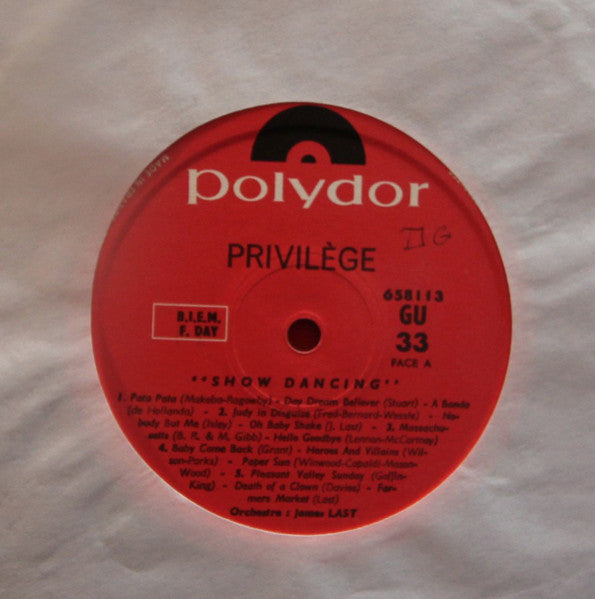 polydor
PRIVILÈGE
II G
658113
B.I.E.M.
F. DAY
GU
33
FACE A
"SHOW DANCING"
1. Pata Pata (Makeba-Ragovby) - Day Dream Believer (Stuart) - A Banda
(de Hollanda) - 2. Judy in Disguise (Fred-Bernard-Wessle) - No-
body But Me (Isley) - Oh Baby Shake (J. Last) - 3. Massachu-
setts (B. R. & M. Gibb) - Hello Goodbye (Lennon-McCartney)
4. Baby Come Back (Grant) - Heroes And Villains (Wil-
son-Parks) - Paper Sun (Winwood-Capaldi-Mason-
Wood) - 5. Pleasant Valley Sunday (Goffin-
King) - Death of a Clown (Davies) - Far-
mers Market (Last)
Orchestre : James LAST